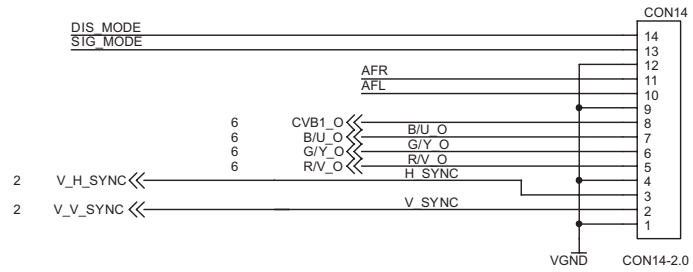 CON14
DIS_MODE 14
SIG_MODE 13
12
AFR 11
AFL 10
9
6 CVB1_O 8
6 B/U_O B/U_O 7
6 G/Y_O G/Y_O 6
6 R/V_O R/V_O 5
2 V_H_SYNC H_SYNC 4
3
2 V_V_SYNC V_SYNC 2
1
VGND CON14-2.0